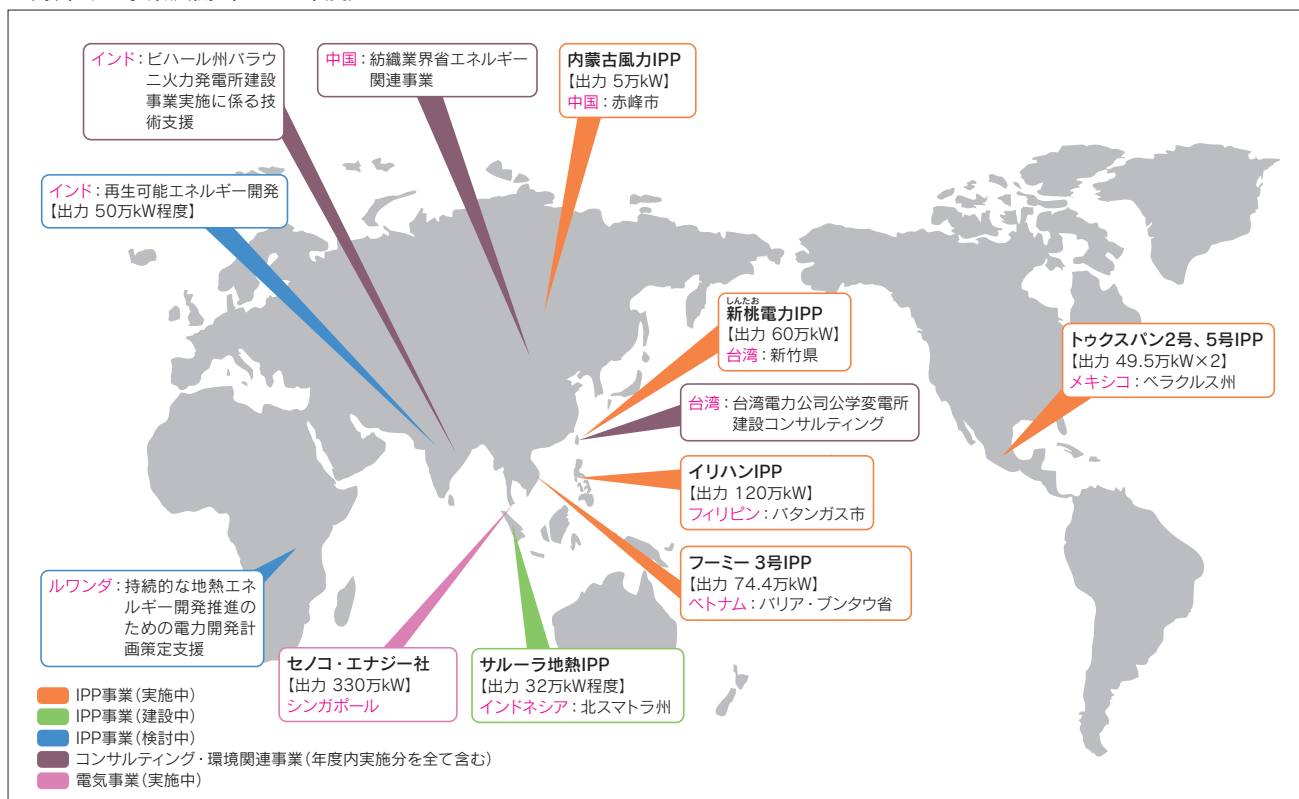 インド：ビハール州バラウ
ニ火力発電所建設
事業実施に係る技
術支援
中国：紡織業界省エネルギー
関連事業
内蒙古風力IPP
【出力 5万kW】
中国：赤峰市
インド：再生可能エネルギー開発
【出力 50万kW程度】
しんたお
新桃電力IPP
【出力 60万kW】
台湾：新竹県
トゥクスパン2号、5号IPP
【出力 49.5万kW×2】
メキシコ：ベラクルス州
台湾：台湾電力公司公学変電所
建設コンサルティング
イリハンIPP
【出力 120万kW】
フィリピン：バタンガス市
フーミー 3号IPP
【出力 74.4万kW】
ベトナム：バリア・ブンタウ省
ルワンダ：持続的な地熱エネ
ルギー開発推進の
ための電力開発計
画策定支援
セノコ・エナジー社
【出力 330万kW】
シンガポール
サルーラ地熱IPP
【出力 32万kW程度】
インドネシア：北スマトラ州
IPP事業（実施中）
IPP事業（建設中）
IPP事業（検討中）
コンサルティング・環境関連事業（年度内実施分を全て含む）
電気事業（実施中）